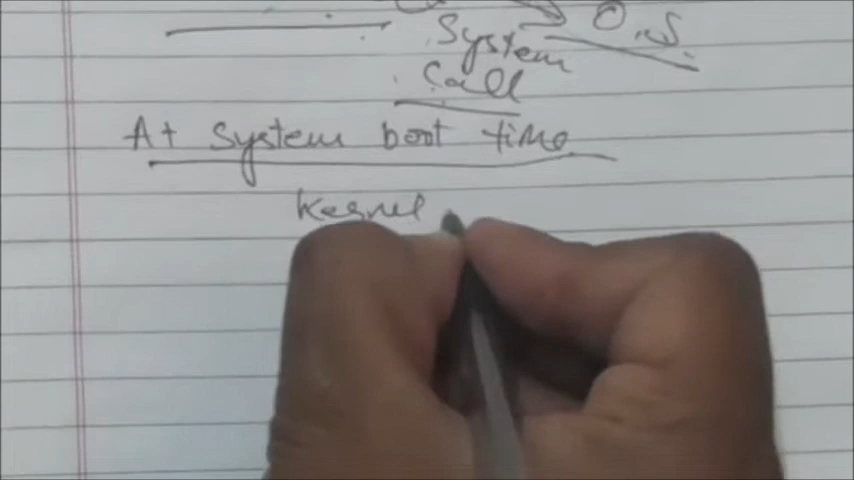 O.S.
System
Call
At system boot time
kernel